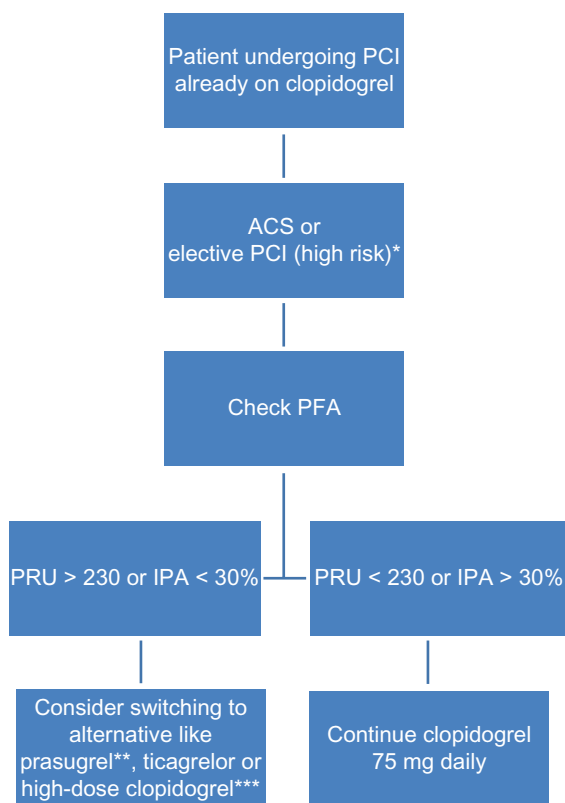 Patient undergoing PCI
already on clopidogrel
ACS or
elective PCI (high risk)*
Check PFA
PRU > 230 or IPA < 30%
PRU < 230 or IPA > 30%
Consider switching to
alternative like
prasugrel**, ticagrelor or
high-dose clopidogrel***
Continue clopidogrel
75 mg daily